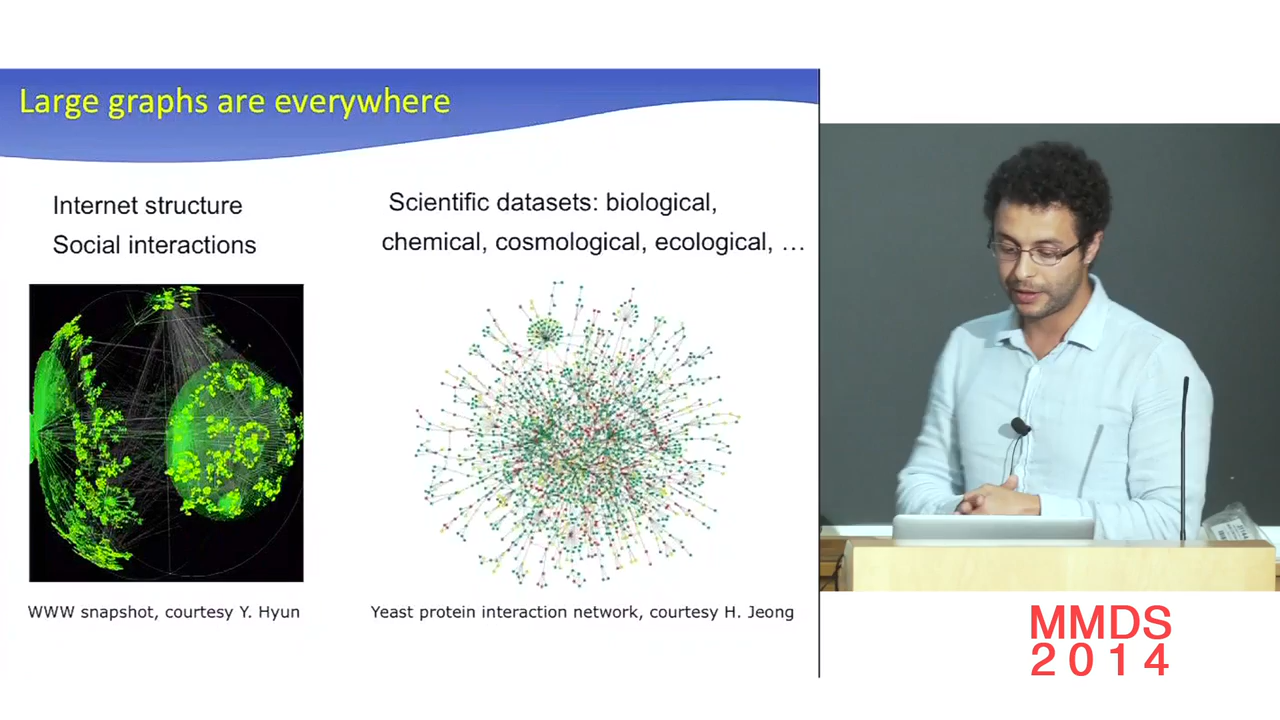 Large graphs are everywhere
Internet structure
Social interactions
Scientific datasets: biological,
chemical, cosmological, ecological, …
WWW snapshot, courtesy Y. Hyun
Yeast protein interaction network, courtesy H. Jeong
MMDS
2014